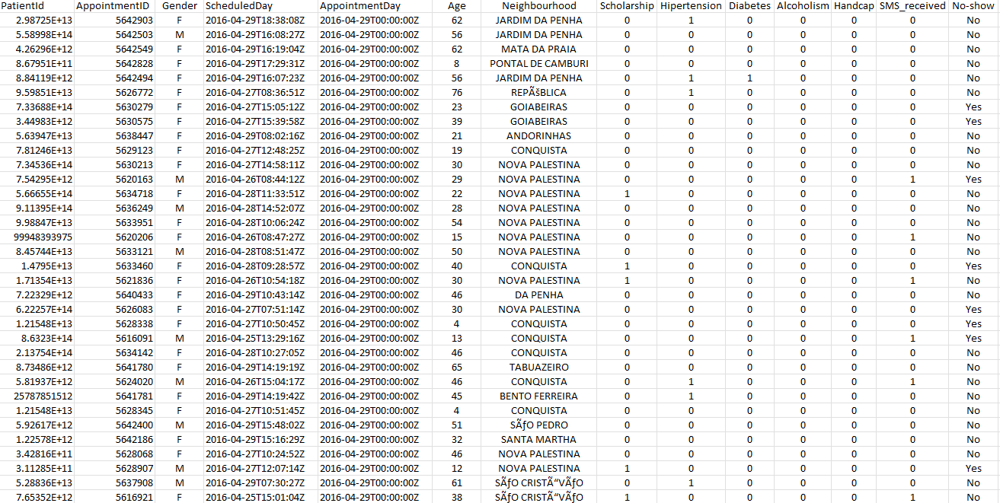 PatientId AppointmentID Gender ScheduledDay AppointmentDay Age Neighbourhood Scholarship Hipertension Diabetes Alcoholism Handcap SMS_received No-show
2.98725E+13 5642903 F 2016-04-29T18:38:08Z 2016-04-29T00:00:00Z 62 JARDIM DA PENHA 0 1 0 0 0 0 No
5.58998E+14 5642503 M 2016-04-29T16:08:27Z 2016-04-29T00:00:00Z 56 JARDIM DA PENHA 0 0 0 0 0 0 No
4.26296E+12 5642549 F 2016-04-29T16:19:04Z 2016-04-29T00:00:00Z 62 MATA DA PRAIA 0 0 0 0 0 0 No
8.67951E+11 5642828 F 2016-04-29T17:29:31Z 2016-04-29T00:00:00Z 8 PONTAL DE CAMBURI 0 0 0 0 0 0 No
8.84119E+12 5642494 F 2016-04-29T16:07:23Z 2016-04-29T00:00:00Z 56 JARDIM DA PENHA 0 1 1 0 0 0 No
9.59851E+13 5626772 F 2016-04-27T08:36:51Z 2016-04-29T00:00:00Z 76 REPÃšBLICA 0 1 0 0 0 0 No
7.33688E+14 5630279 F 2016-04-27T15:05:12Z 2016-04-29T00:00:00Z 23 GOIABEIRAS 0 0 0 0 0 0 Yes
3.44983E+12 5630575 F 2016-04-27T15:39:58Z 2016-04-29T00:00:00Z 39 GOIABEIRAS 0 0 0 0 0 0 Yes
5.63947E+13 5638447 F 2016-04-29T08:02:16Z 2016-04-29T00:00:00Z 21 ANDORINHAS 0 0 0 0 0 0 No
7.81246E+13 5629123 F 2016-04-27T12:48:25Z 2016-04-29T00:00:00Z 19 CONQUISTA 0 0 0 0 0 0 No
7.34536E+14 5630213 F 2016-04-27T14:58:11Z 2016-04-29T00:00:00Z 30 NOVA PALESTINA 0 0 0 0 0 0 No
7.54295E+12 5620163 M 2016-04-26T08:44:12Z 2016-04-29T00:00:00Z 29 NOVA PALESTINA 0 0 0 0 0 1 Yes
5.66655E+14 5634718 F 2016-04-28T11:33:51Z 2016-04-29T00:00:00Z 22 NOVA PALESTINA 1 0 0 0 0 0 No
9.11395E+14 5636249 M 2016-04-28T14:52:07Z 2016-04-29T00:00:00Z 28 NOVA PALESTINA 0 0 0 0 0 0 No
9.98847E+13 5633951 F 2016-04-28T10:06:24Z 2016-04-29T00:00:00Z 54 NOVA PALESTINA 0 0 0 0 0 0 No
99948393975 5620206 F 2016-04-26T08:47:27Z 2016-04-29T00:00:00Z 15 NOVA PALESTINA 0 0 0 0 0 1 No
8.45744E+13 5633121 M 2016-04-28T08:51:47Z 2016-04-29T00:00:00Z 50 NOVA PALESTINA 0 0 0 0 0 0 No
1.4795E+13 5633460 F 2016-04-28T09:28:57Z 2016-04-29T00:00:00Z 40 CONQUISTA 1 0 0 0 0 0 Yes
1.71354E+13 5621836 F 2016-04-26T10:54:18Z 2016-04-29T00:00:00Z 30 NOVA PALESTINA 1 0 0 0 0 1 No
7.22329E+12 5640433 F 2016-04-29T10:43:14Z 2016-04-29T00:00:00Z 46 DA PENHA 0 0 0 0 0 0 No
6.22257E+14 5626083 F 2016-04-27T07:51:14Z 2016-04-29T00:00:00Z 30 NOVA PALESTINA 0 0 0 0 0 0 Yes
1.21548E+13 5628338 F 2016-04-27T10:50:45Z 2016-04-29T00:00:00Z 4 CONQUISTA 0 0 0 0 0 0 Yes
8.6323E+14 5616091 M 2016-04-25T13:29:16Z 2016-04-29T00:00:00Z 13 CONQUISTA 0 0 0 0 0 1 Yes
2.13754E+14 5634142 F 2016-04-28T10:27:05Z 2016-04-29T00:00:00Z 46 CONQUISTA 0 0 0 0 0 0 No
8.73486E+12 5641780 F 2016-04-29T14:19:19Z 2016-04-29T00:00:00Z 65 TABUAZEIRO 0 0 0 0 0 0 No
5.81937E+12 5624020 M 2016-04-26T15:04:17Z 2016-04-29T00:00:00Z 46 CONQUISTA 0 1 0 0 0 1 No
25787851512 5641781 F 2016-04-29T14:19:42Z 2016-04-29T00:00:00Z 45 BENTO FERREIRA 0 1 0 0 0 0 No
1.21548E+13 5628345 F 2016-04-27T10:51:45Z 2016-04-29T00:00:00Z 4 CONQUISTA 0 0 0 0 0 0 No
5.92617E+12 5642400 M 2016-04-29T15:48:02Z 2016-04-29T00:00:00Z 51 SÃƒO PEDRO 0 0 0 0 0 0 No
1.22578E+12 5642186 F 2016-04-29T15:16:29Z 2016-04-29T00:00:00Z 32 SANTA MARTHA 0 0 0 0 0 0 No
3.42816E+11 5628068 F 2016-04-27T10:24:52Z 2016-04-29T00:00:00Z 46 NOVA PALESTINA 0 0 0 0 0 0 No
3.11285E+11 5628907 M 2016-04-27T12:07:14Z 2016-04-29T00:00:00Z 12 NOVA PALESTINA 1 0 0 0 0 0 Yes
5.28836E+13 5637908 M 2016-04-29T07:30:27Z 2016-04-29T00:00:00Z 61 SÃƒO CRISTÃ“VÃƒO 0 1 0 0 0 0 No
7.65352E+12 5616921 F 2016-04-25T15:01:04Z 2016-04-29T00:00:00Z 38 SÃƒO CRISTÃ“VÃƒO 1 0 0 0 0 1 No